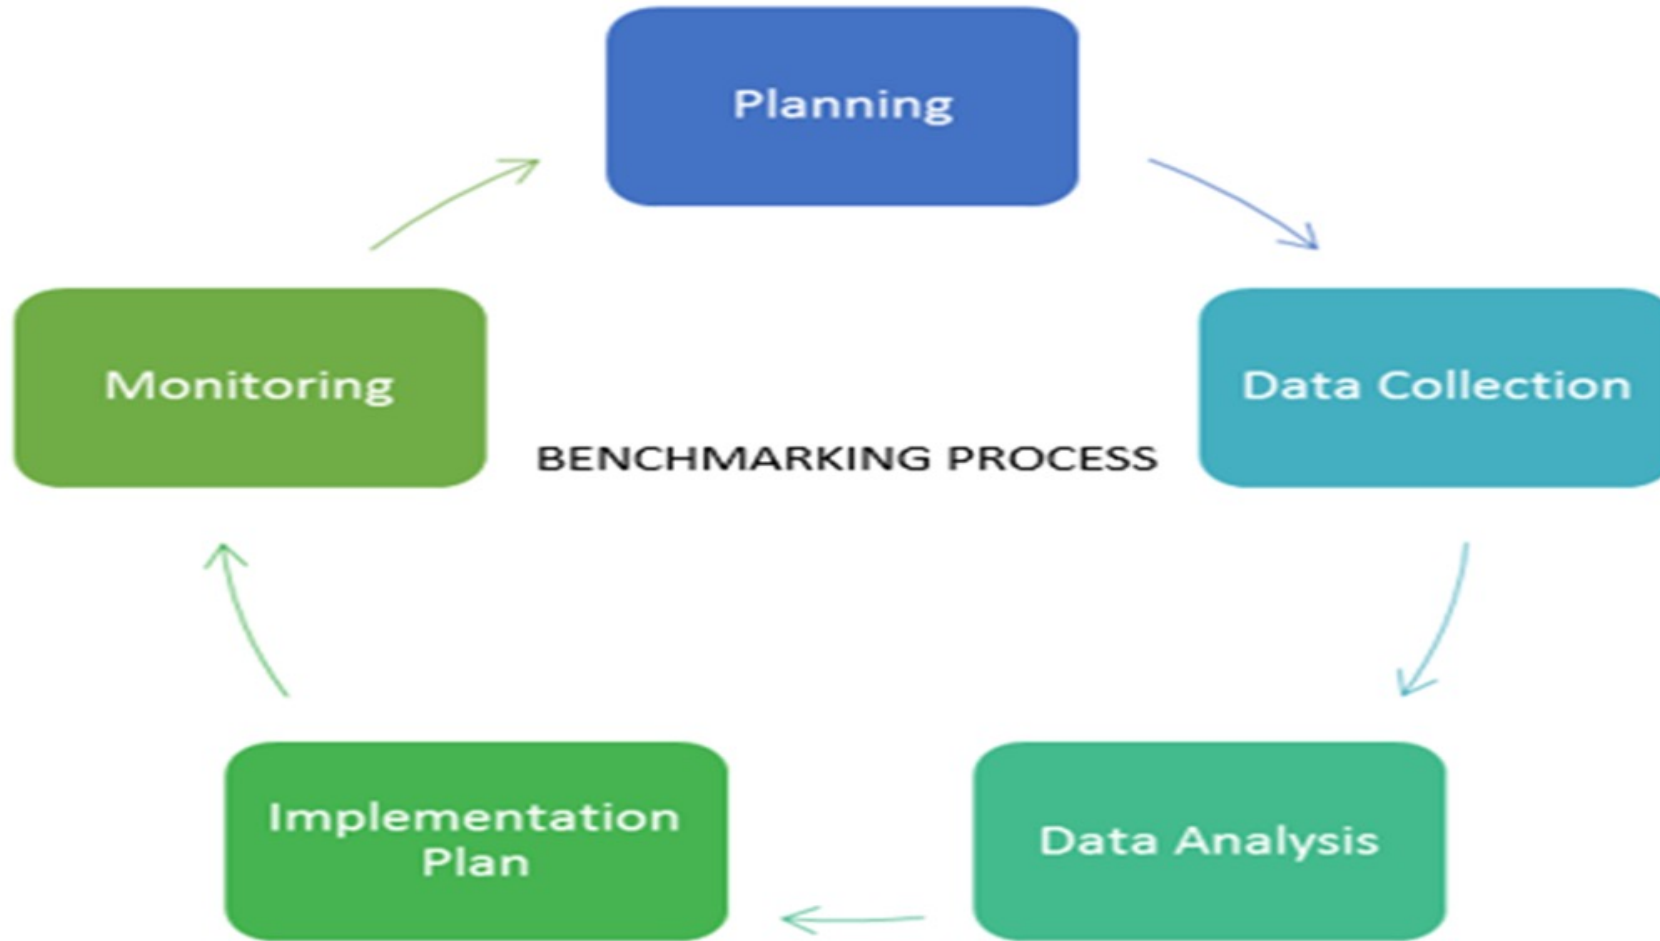 Planning
Data Collection
Data Analysis
Implementation
Plan
Monitoring
BENCHMARKING PROCESS